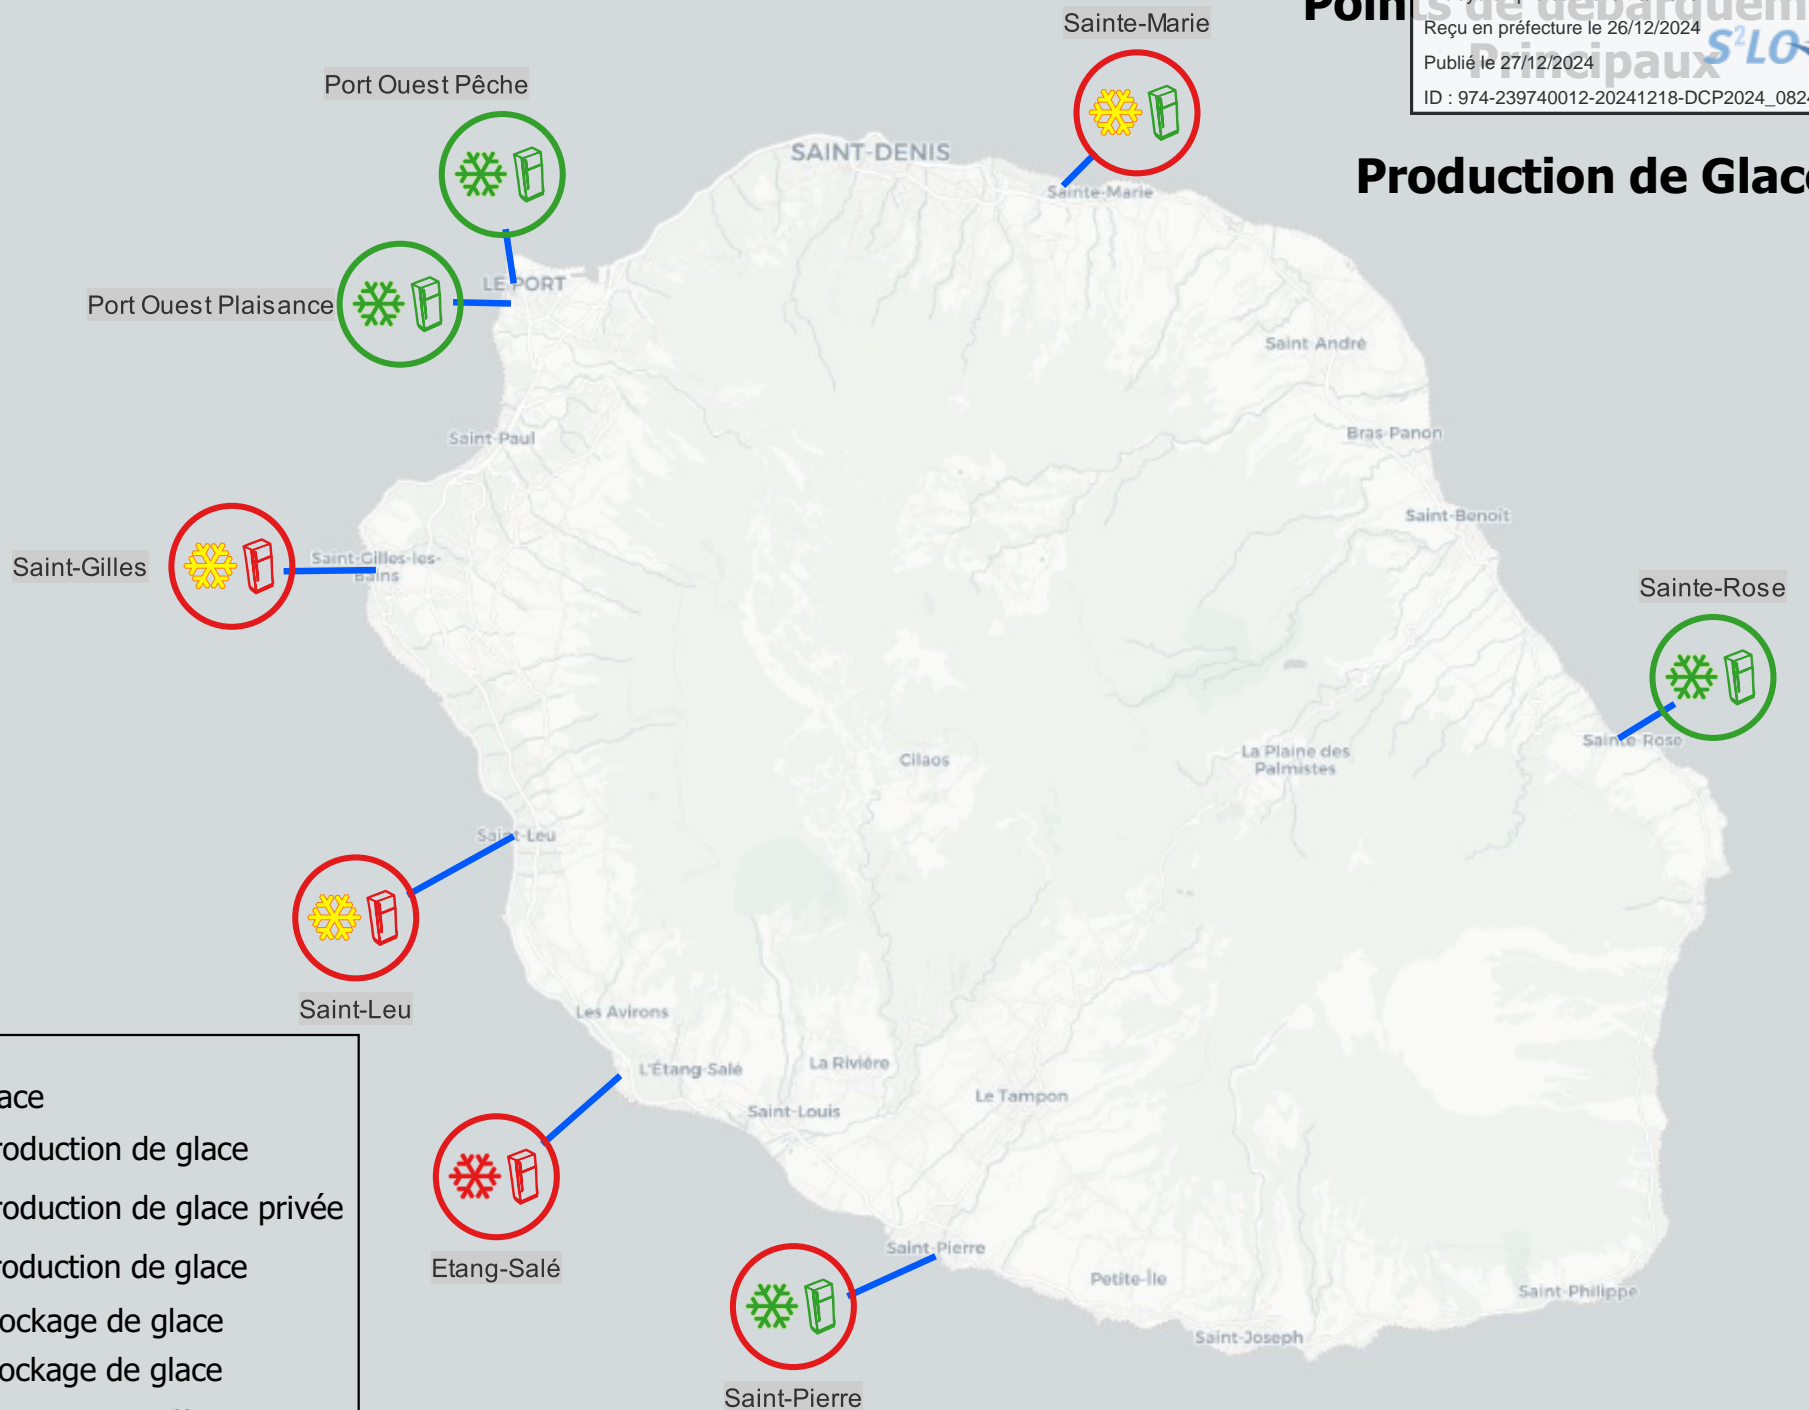 Sainte-Marie
Points de débarquem
Reçu en préfecture le 26/12/2024
Publié le 27/12/2024
Principaux
S²LO
ID : 974-239740012-20241218-DCP2024_082
Port Ouest Pêche
SAINT-DENIS
Sainte-Marie
Production de Glac
LE PORT
Port Ouest Plaisance
Saint André
Saint-Paul
Bras-Panon
Saint-Benoît
Saint-Gilles
Saint-Gilles-les-
Bains
Sainte-Rose
Sainte-Rose
Cilaos
La Plaine des
Palmistes
Saint-Leu
Saint-Leu
Les Avirons
L'Étang-Salé
La Rivière
Le Tampon
Saint-Louis
ace
roduction de glace
roduction de glace privée
roduction de glace
ockage de glace
ockage de glace
Etang-Salé
Saint-Pierre
Petite-Île
Saint-Philippe
Saint-Joseph
Saint-Pierre